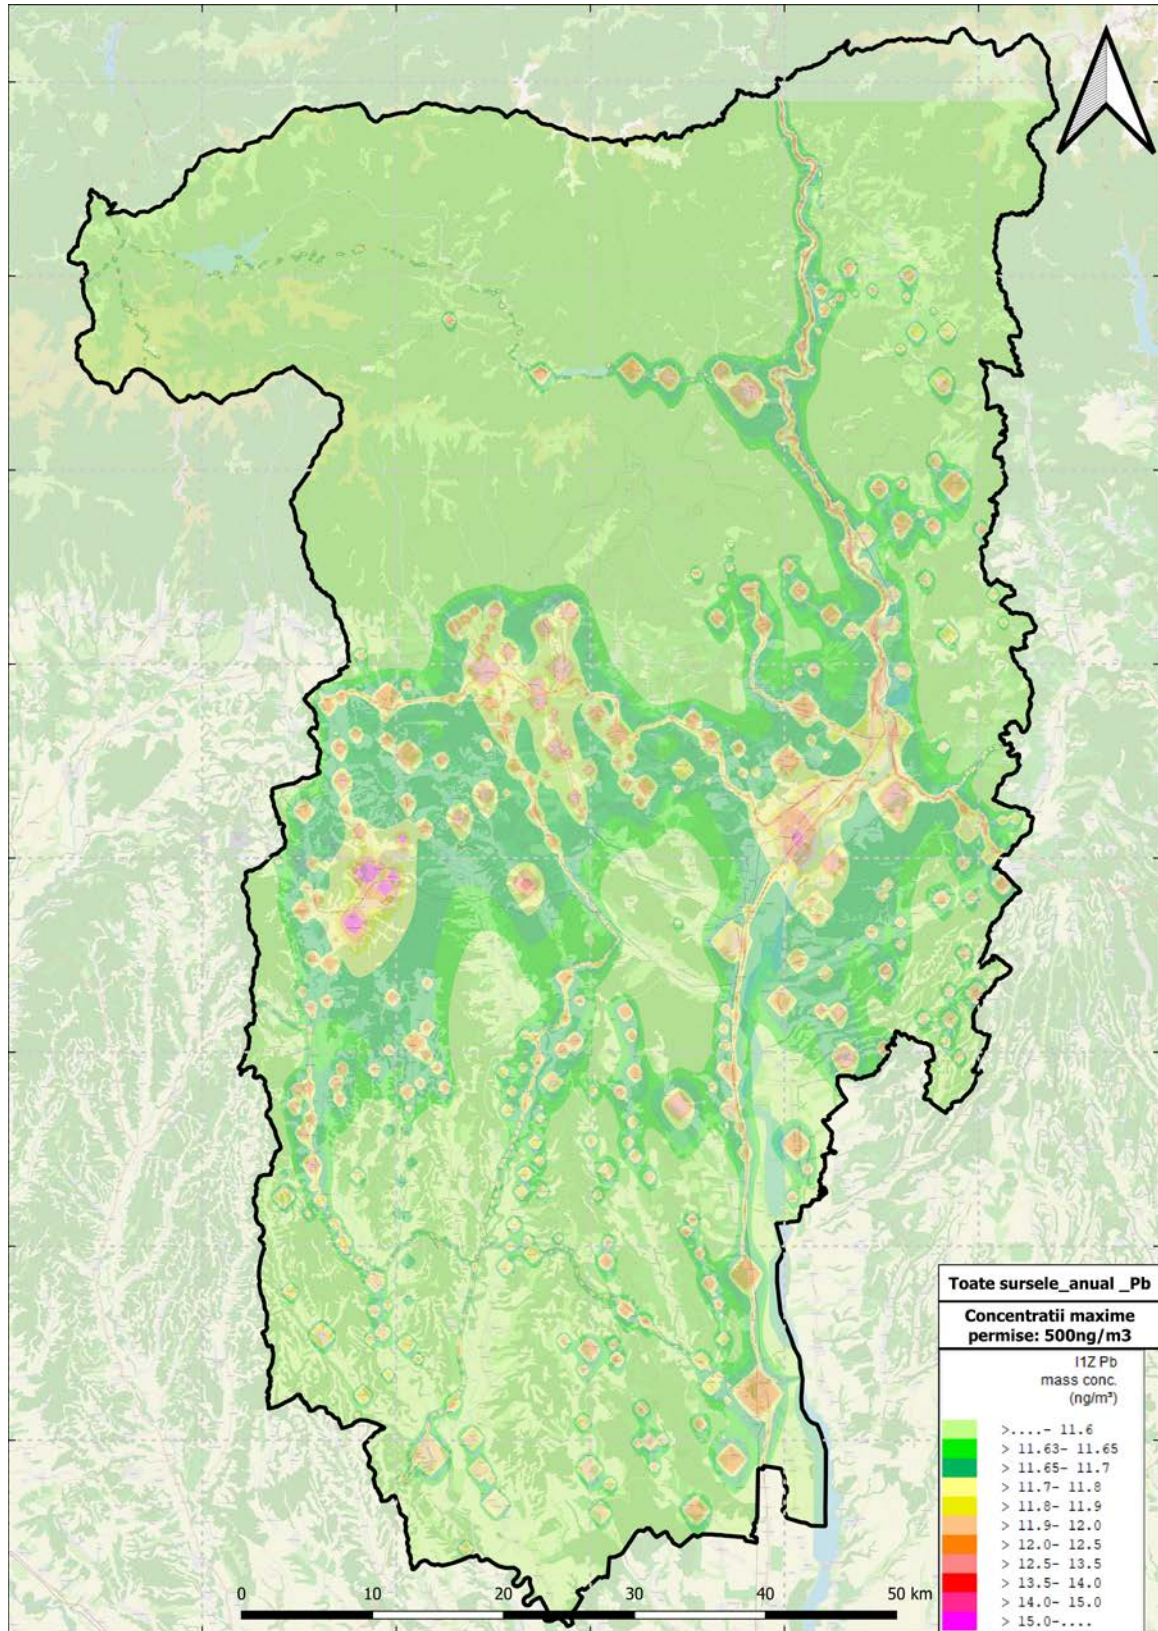 Toate sursele_anual _Pb
Concentratii maxime
permise: 500ng/m3
I1Z Pb
mass conc.
(ng/m³)
>....- 11.6
> 11.63- 11.65
> 11.65- 11.7
> 11.7- 11.8
> 11.8- 11.9
> 11.9- 12.0
> 12.0- 12.5
> 12.5- 13.5
> 13.5- 14.0
> 14.0- 15.0
> 15.0-....
0 10 20 30 40 50 km